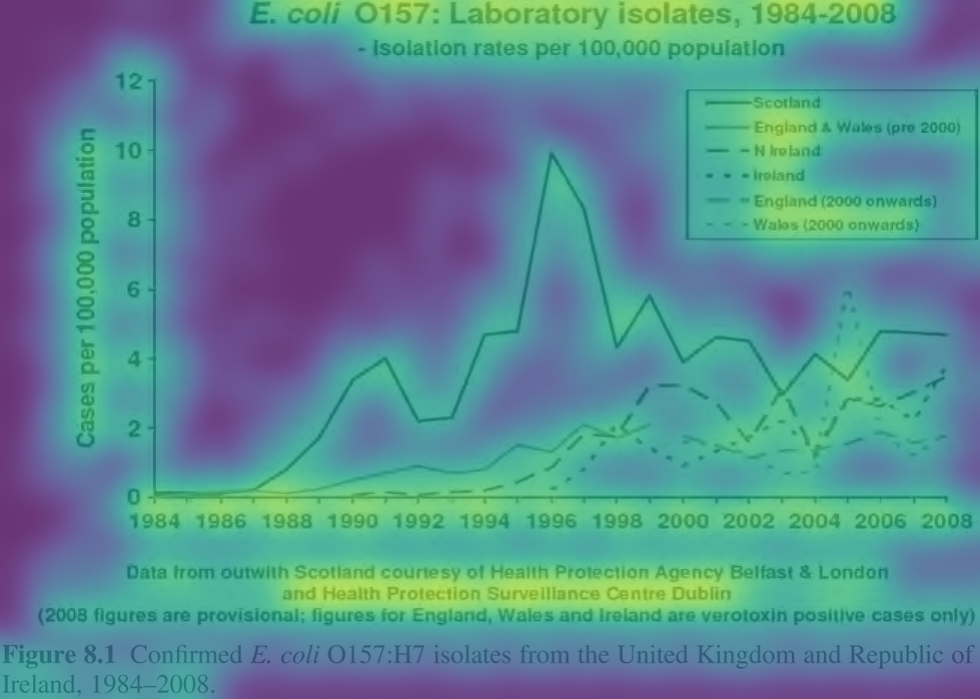 E. coli O157: Laboratory isolates, 1984-2008
- Isolation rates per 100,000 population
12
10
8
6
4
2
0
Cases per 100,000 population
Scotland
England & Wales (pre 2000)
N Ireland
Ireland
England (2000 onwards)
Wales (2000 onwards)
1984 1986 1988 1990 1992 1994 1996 1998 2000 2002 2004 2006 2008
Data from outwith Scotland courtesy of Health Protection Agency Belfast & London
and Health Protection Surveillance Centre Dublin
(2008 figures are provisional; figures for England, Wales and Ireland are verotoxin positive cases only)
Figure 8.1 Confirmed E. coli O157:H7 isolates from the United Kingdom and Republic of
Ireland, 1984–2008.